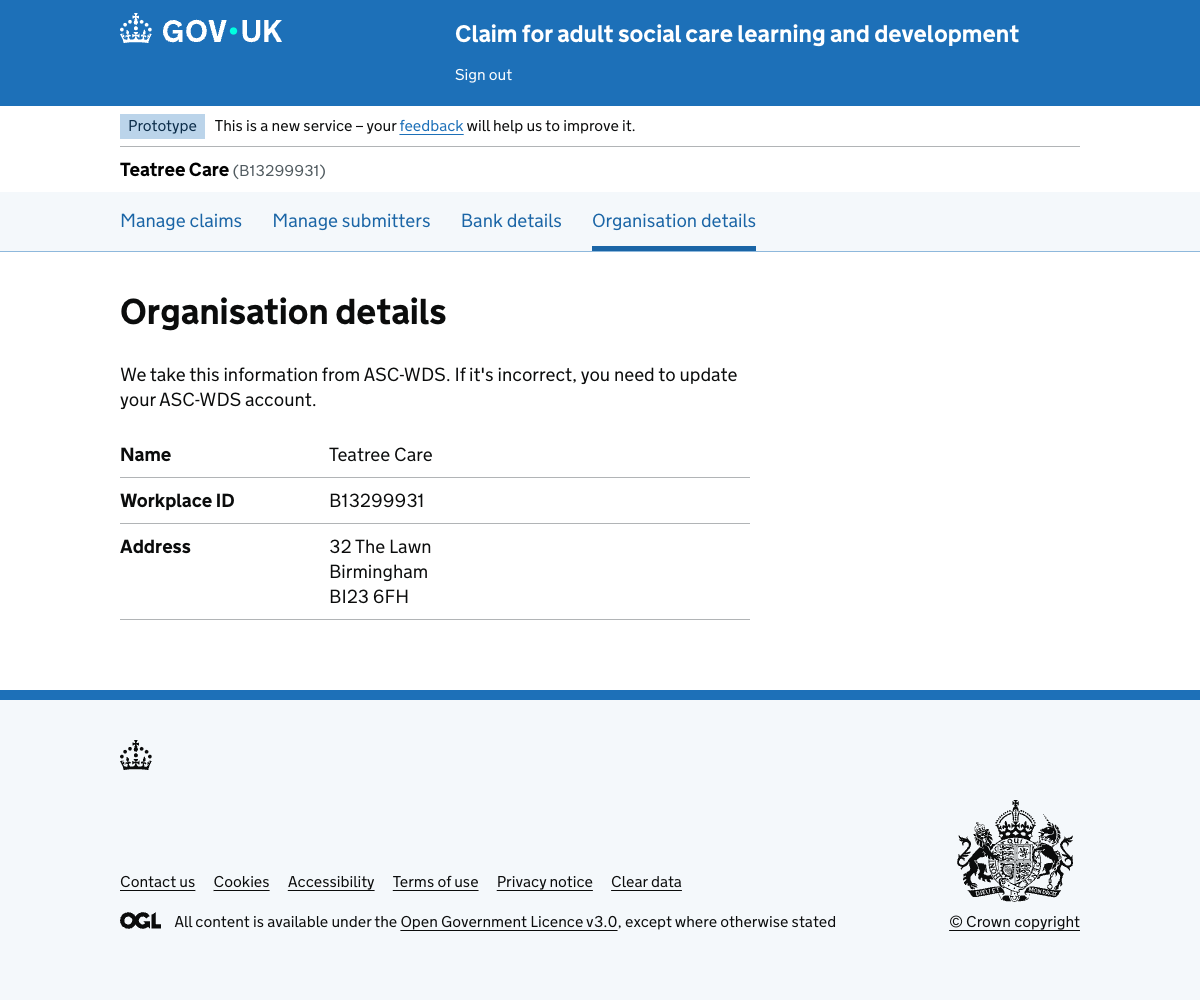 GOV·UK
Claim for adult social care learning and development
Sign out
Prototype This is a new service – your feedback will help us to improve it.
Teatree Care (B13299931)
Manage claims Manage submitters Bank details Organisation details
Organisation details
We take this information from ASC-WDS. If it's incorrect, you need to update
your ASC-WDS account.
Name Teatree Care
Workplace ID B13299931
Address 32 The Lawn
Birmingham
BI23 6FH
Contact us Cookies Accessibility Terms of use Privacy notice Clear data
OGL All content is available under the Open Government Licence v3.0, except where otherwise stated
© Crown copyright